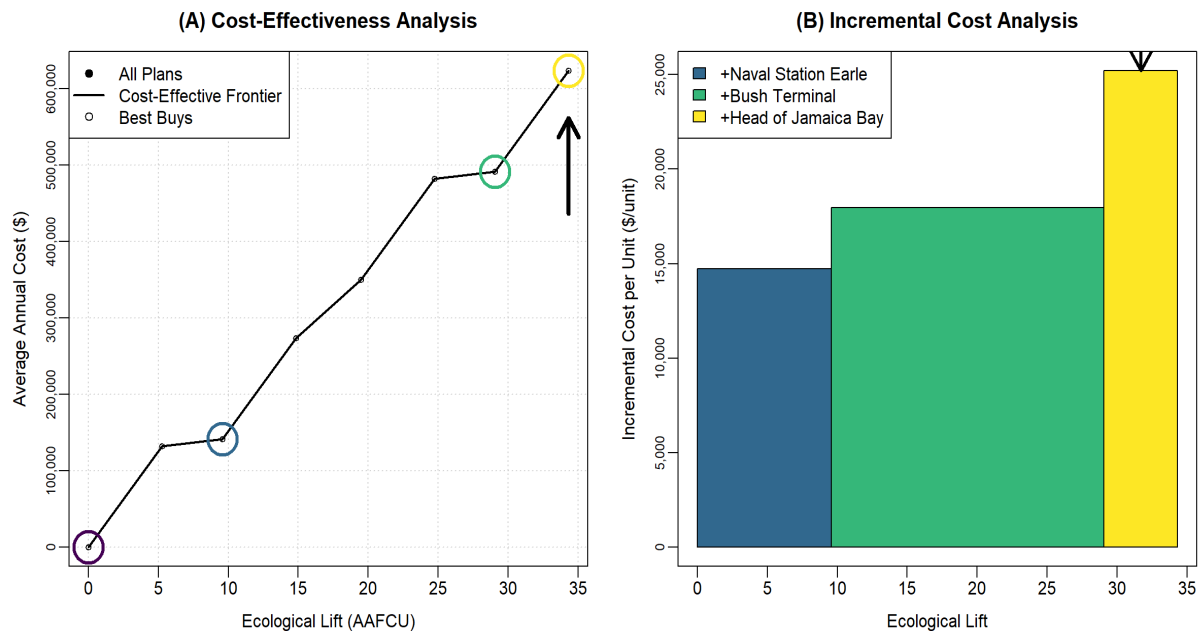 (A) Cost-Effectiveness Analysis
All Plans
Cost-Effective Frontier
Best Buys
Average Annual Cost ($)
600,000
500,000
400,000
300,000
200,000
100,000
0
0 5 10 15 20 25 30 35
Ecological Lift (AAFCU)
(B) Incremental Cost Analysis
+Naval Station Earle
+Bush Terminal
+Head of Jamaica Bay
Incremental Cost per Unit ($/unit)
25,000
20,000
15,000
10,000
5,000
0
0 5 10 15 20 25 30 35
Ecological Lift